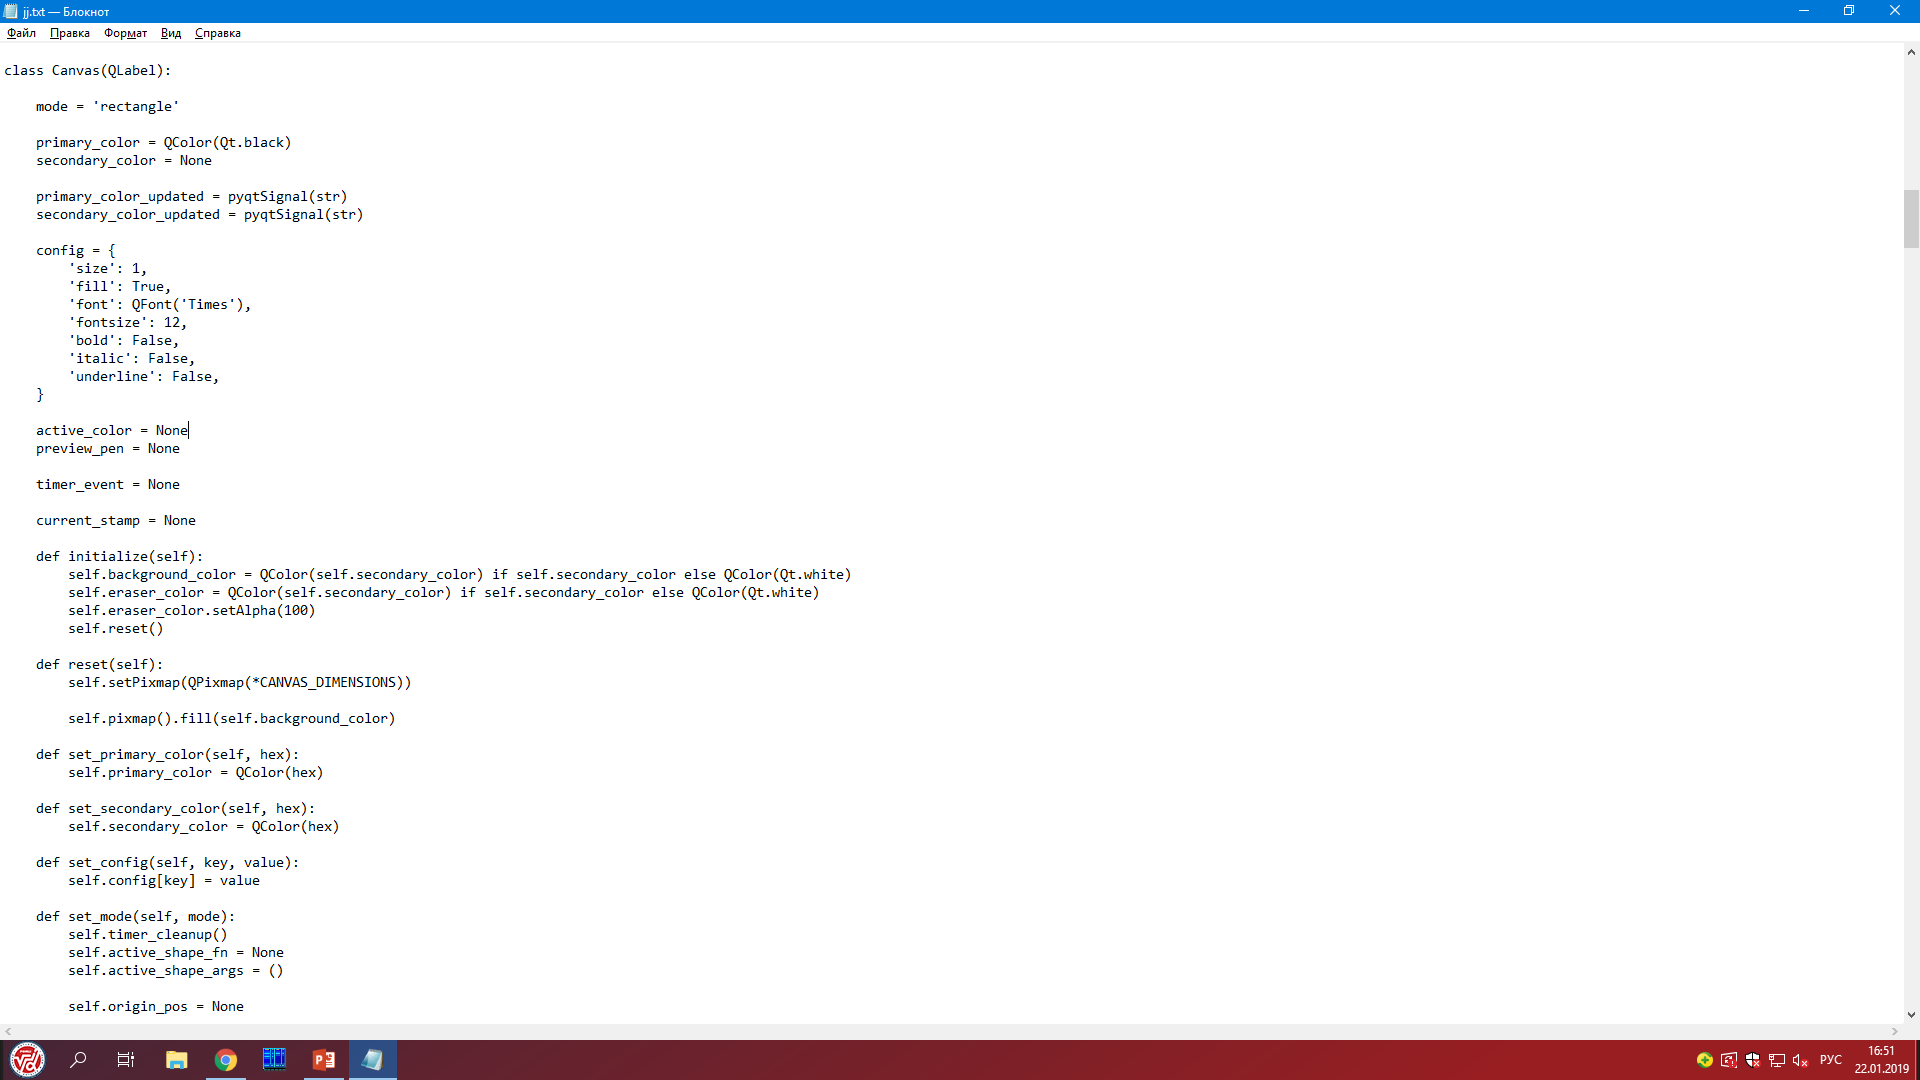 jj.txt — Блокнот
Файл Правка Формат Вид Справка
class Canvas(QLabel):
    mode = 'rectangle'
    primary_color = QColor(Qt.black)
    secondary_color = None
    primary_color_updated = pyqtSignal(str)
    secondary_color_updated = pyqtSignal(str)
    config = {
        'size': 1,
        'fill': True,
        'font': QFont('Times'),
        'fontsize': 12,
        'bold': False,
        'italic': False,
        'underline': False,
    }
    active_color = None
    preview_pen = None
    timer_event = None
    current_stamp = None
    def initialize(self):
        self.background_color = QColor(self.secondary_color) if self.secondary_color else QColor(Qt.white)
        self.eraser_color = QColor(self.secondary_color) if self.secondary_color else QColor(Qt.white)
        self.eraser_color.setAlpha(100)
        self.reset()
    def reset(self):
        self.setPixmap(QPixmap(*CANVAS_DIMENSIONS))
        self.pixmap().fill(self.background_color)
    def set_primary_color(self, hex):
        self.primary_color = QColor(hex)
    def set_secondary_color(self, hex):
        self.secondary_color = QColor(hex)
    def set_config(self, key, value):
        self.config[key] = value
    def set_mode(self, mode):
        self.timer_cleanup()
        self.active_shape_fn = None
        self.active_shape_args = ()
        self.origin_pos = None
РУС
16:51
22.01.2019